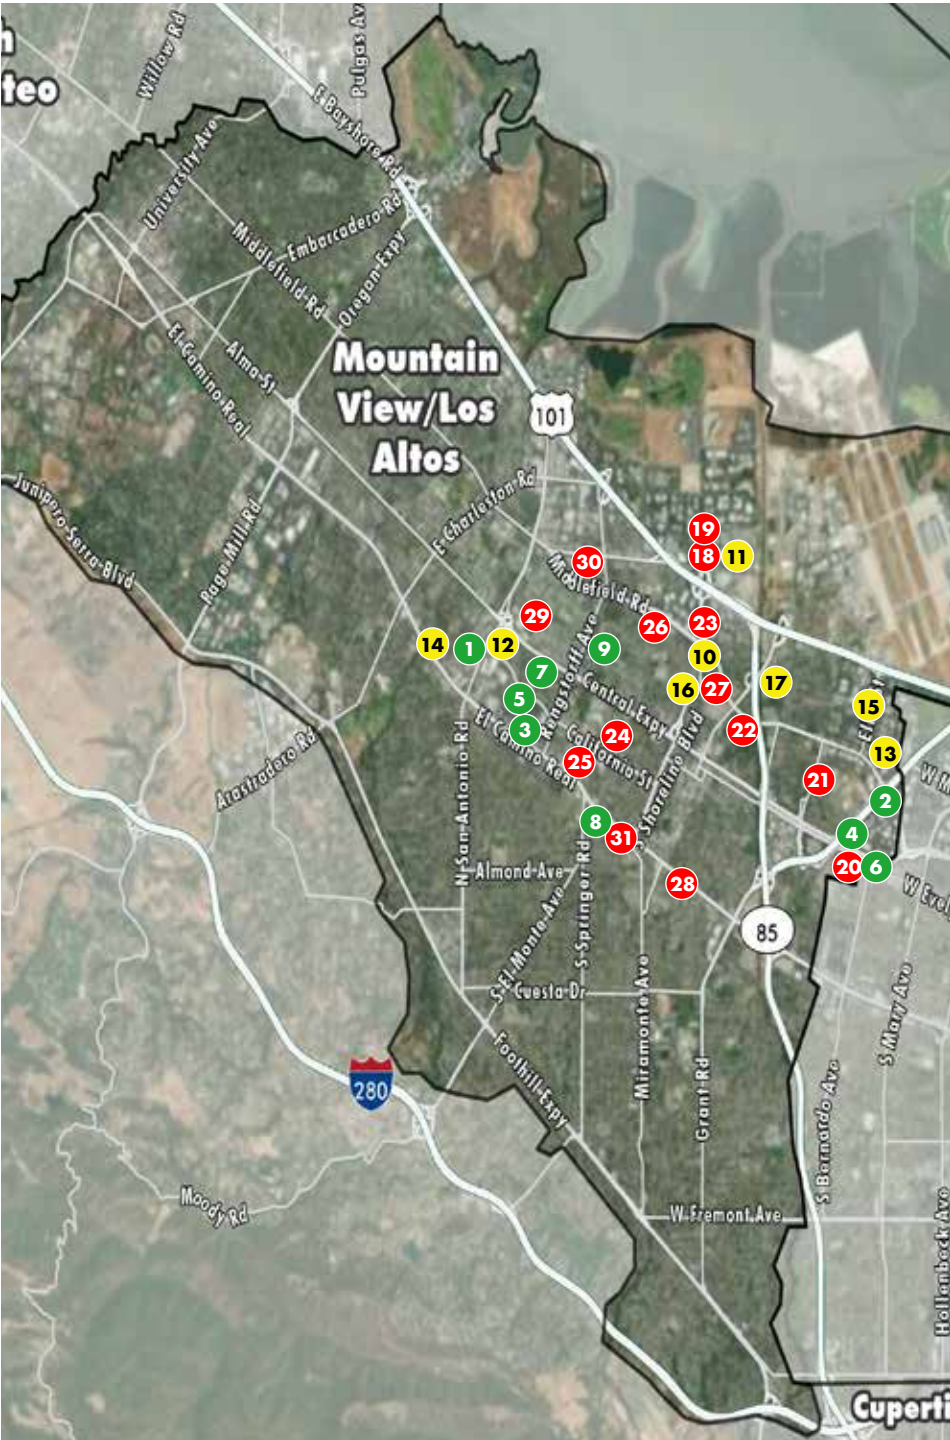 teo
Willow Rd
Pulgas Av
E Bayshore Rd
University Ave
Embarcadero Rd
Middlefield Rd
Oregon Expy
El Camino Real
Alma St
Mountain
View/Los
Altos
101
Junipero Serra Blvd
Page Mill Rd
E Charleston Rd
19
18
11
30
Middlefield Rd
29
26
23
14
1
12
9
10
Rengstorff Ave
7
16
27
17
5
Central Expy
15
3
El Camino Real
24
California St
22
13
25
S Shoreline Blvd
21
W M
2
Arastradero Rd
N San Antonio Rd
8
31
4
20
6
Almond Ave
28
W Evel
S Springer Rd
S El Monte Ave
85
Cuesta Dr
Miramonte Ave
S Mary Ave
Foothill Expy
Grant Rd
280
S Bernardo Ave
Moody Rd
W Fremont Ave
Hollenbeck Ave
Cuperti